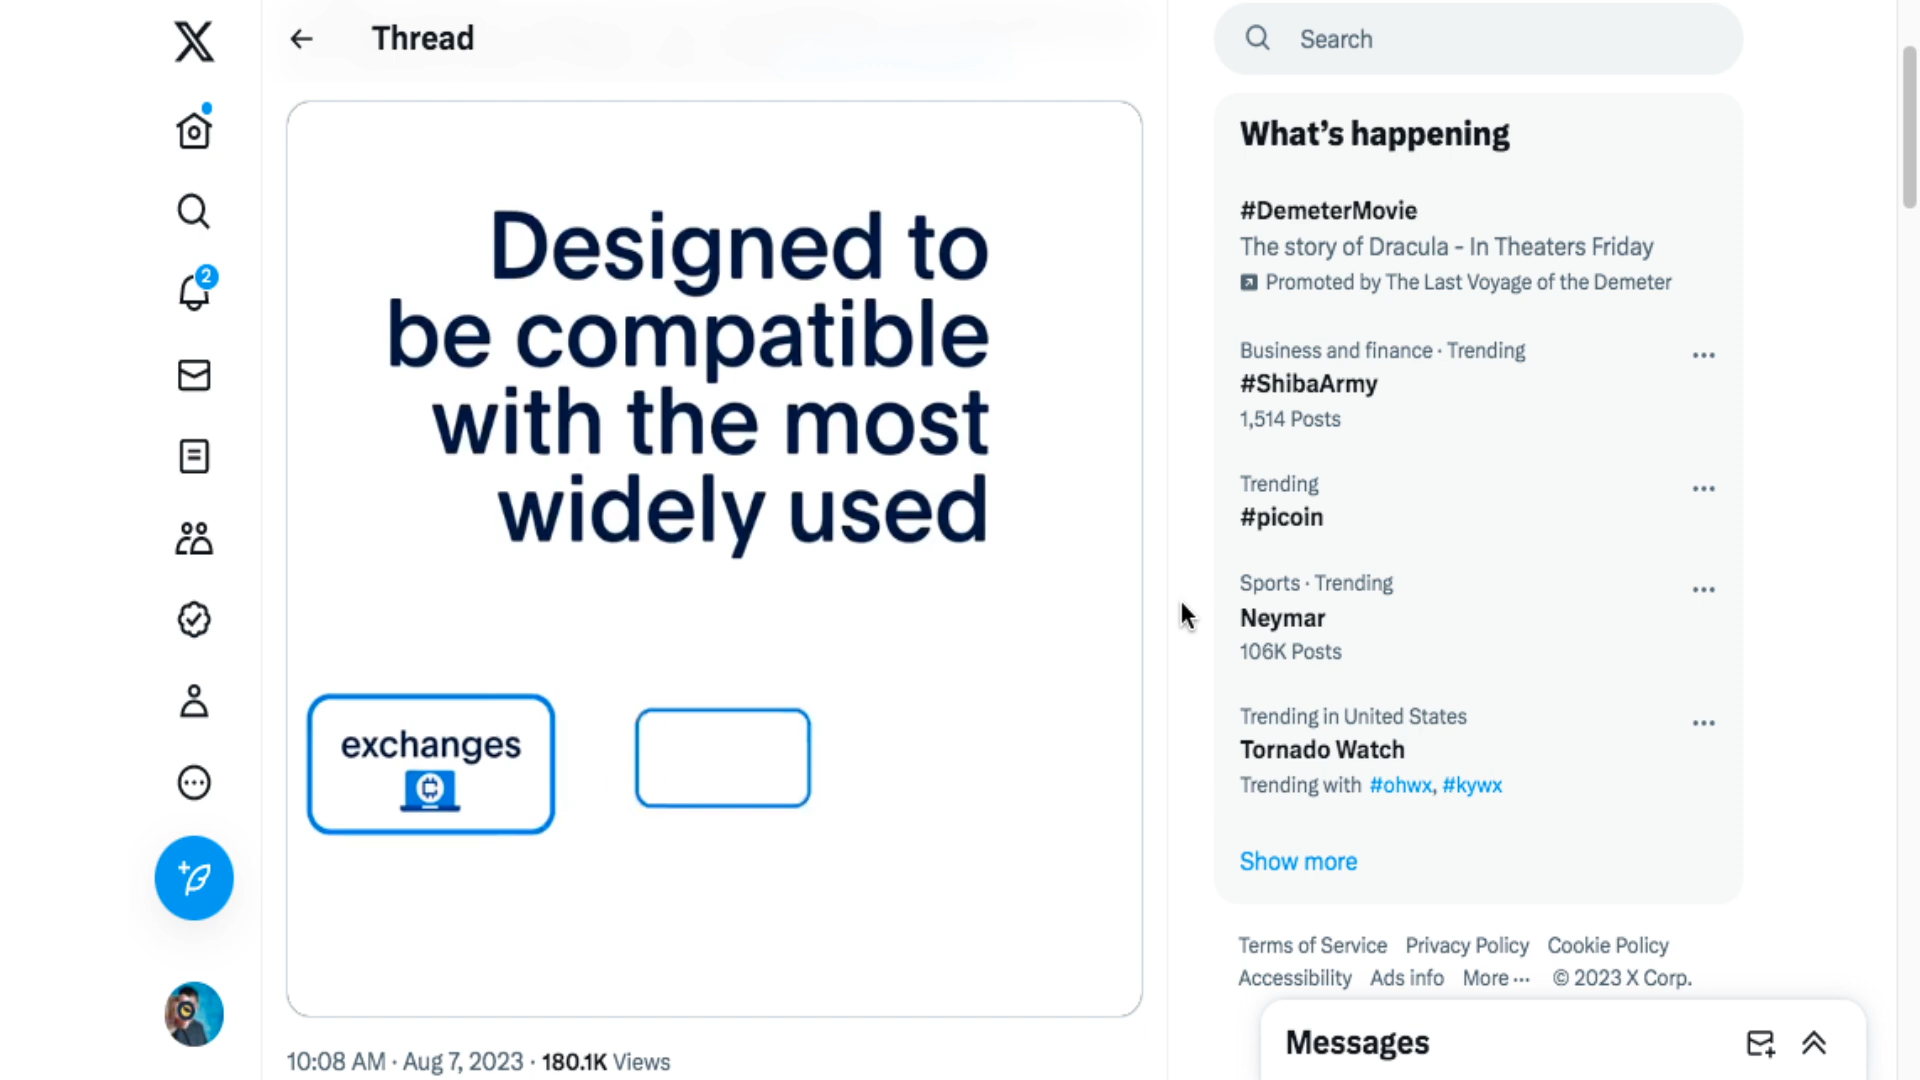 Thread
Designed to
be compatible
with the most
widely used
exchanges
10:08 AM · Aug 7, 2023 · 180.1K Views
2
Search
What's happening
#DemeterMovie
The story of Dracula - In Theaters Friday
Promoted by The Last Voyage of the Demeter
Business and finance · Trending
#ShibaArmy
1,514 Posts
Trending
#picoin
Sports · Trending
Neymar
106K Posts
Trending in United States
Tornado Watch
Trending with #ohwx, #kywx
Show more
Terms of Service Privacy Policy Cookie Policy
Accessibility Ads info More ··· © 2023 X Corp.
Messages